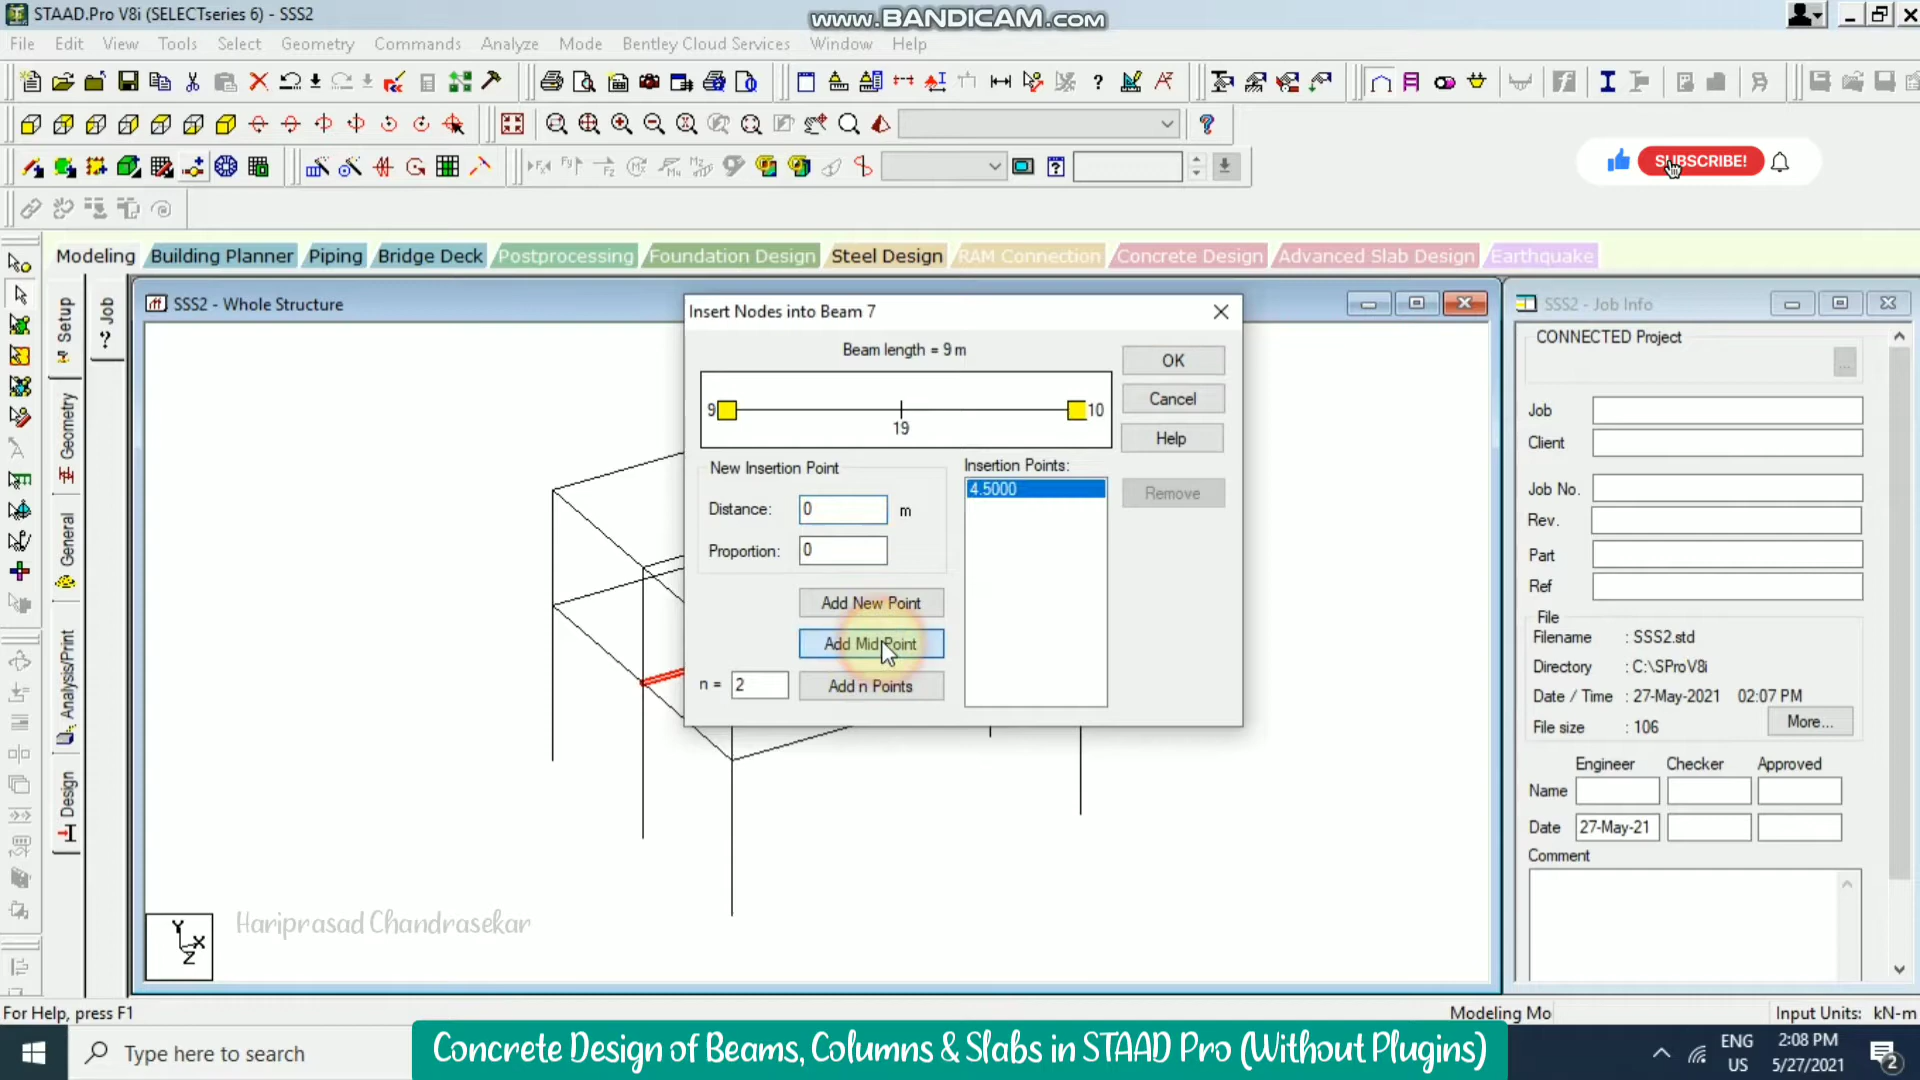 STAAD.Pro V8i (SELECTseries 6) - SSS2
www.BANDICAM.com
File Edit View Tools Select Geometry Commands Analyze Mode Bentley Cloud Services Window Help
SUBSCRIBE!
Modeling Building Planner Piping Bridge Deck Postprocessing Foundation Design Steel Design RAM Connection Concrete Design Advanced Slab Design Earthquake
Setup
Geometry
General
Analysis/Print
Design
Job
SSS2 - Whole Structure
Insert Nodes into Beam 7
Beam length = 9 m
9
19
10
OK
Cancel
Help
New Insertion Point
Distance: 0 m
Proportion: 0
Insertion Points:
4.5000
Remove
Add New Point
Add Mid Point
n = 2
Add n Points
Y
X
Z
Hariprasad Chandrasekar
SSS2 - Job Info
CONNECTED Project
...
Job
Client
Job No.
Rev.
Part
Ref
File
Filename : SSS2.std
Directory : C:\SProV8i
Date / Time : 27-May-2021 02:07 PM
File size : 106
More...
Engineer Checker Approved
Name
Date 27-May-21
Comment
For Help, press F1
Modeling Mo
Input Units: kN-m
Type here to search
Concrete Design of Beams, Columns & Slabs in STAAD Pro (Without Plugins)
ENG
US
2:08 PM
5/27/2021
2